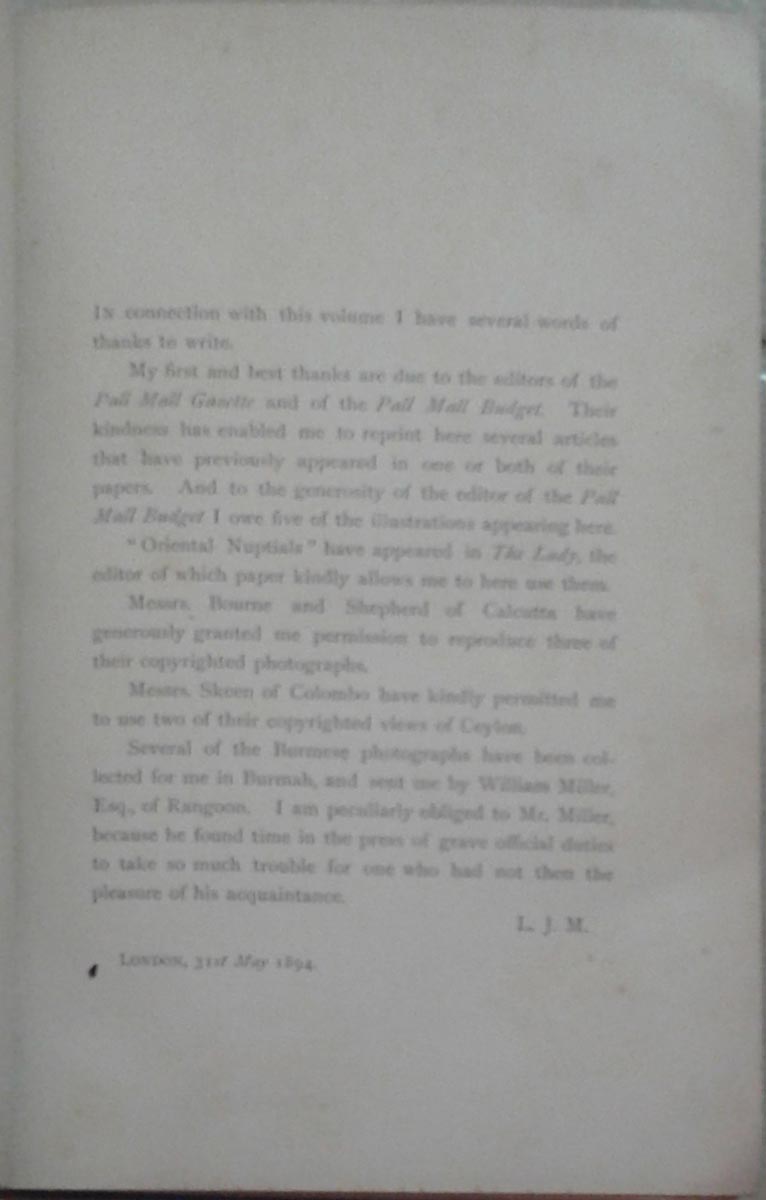 In connection with this volume I have several words of
thanks to write.
My first and best thanks are due to the editors of the
Pall Mall Gazette and of the Pall Mall Budget. Their
kindness has enabled me to reprint here several articles
that have previously appeared in one or both of their
papers. And to the generosity of the editor of the Pall
Mall Budget I owe five of the illustrations appearing here.
"Oriental Nuptials" have appeared in The Lady, the
editor of which paper kindly allows me to here use them.
Messrs. Bourne and Shepherd of Calcutta have
generously granted me permission to reproduce three of
their copyrighted photographs.
Messrs. Skeen of Colombo have kindly permitted me
to use two of their copyrighted views of Ceylon.
Several of the Burmese photographs have been col-
lected for me in Burmah, and sent me by William Miller,
Esq., of Rangoon. I am peculiarly obliged to Mr. Miller,
because he found time in the press of grave official duties
to take so much trouble for one who had not then the
pleasure of his acquaintance.
L. J. M.
London, 31st May 1894.